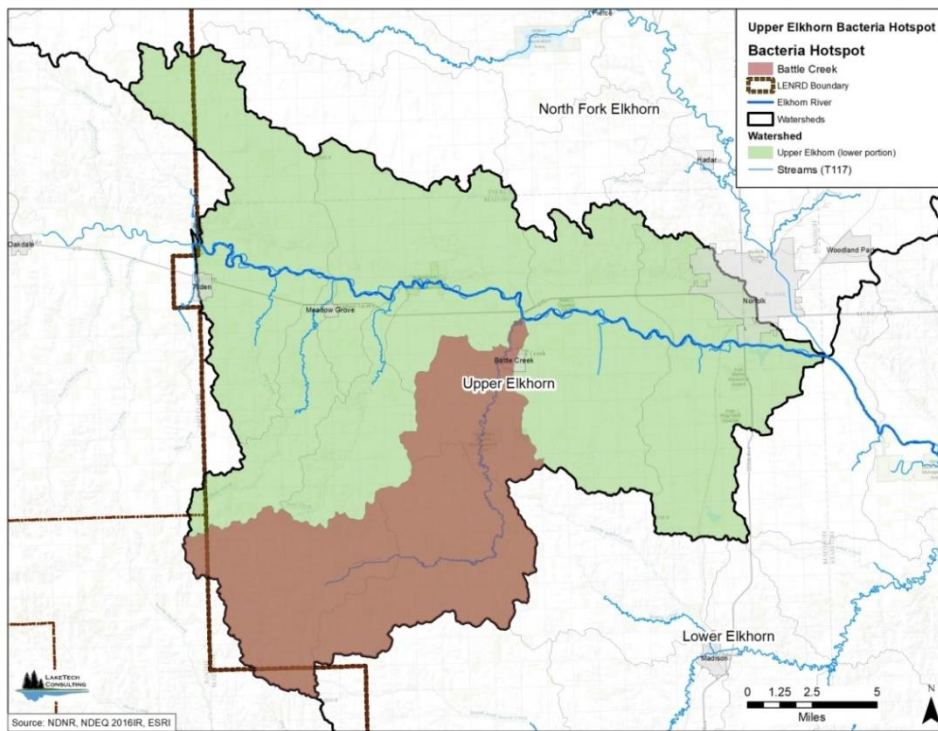 Upper Elkhorn Bacteria Hotspot
Bacteria Hotspot
Battle Creek
LENRD Boundary
Elkhorn River
Watersheds
Watershed
Upper Elkhorn (lower portion)
Streams (T117)
Pierce
North Fork Elkhorn
Hadar
Oakdale
Woodland Park
Tilden
Norfolk
Meadow Grove
Battle Creek
Upper Elkhorn
Lower Elkhorn
Madison
LAKETECH
CONSULTING
0 1.25 2.5 5
Miles
N
Source: NDNR, NDEQ 2016IR, ESRI